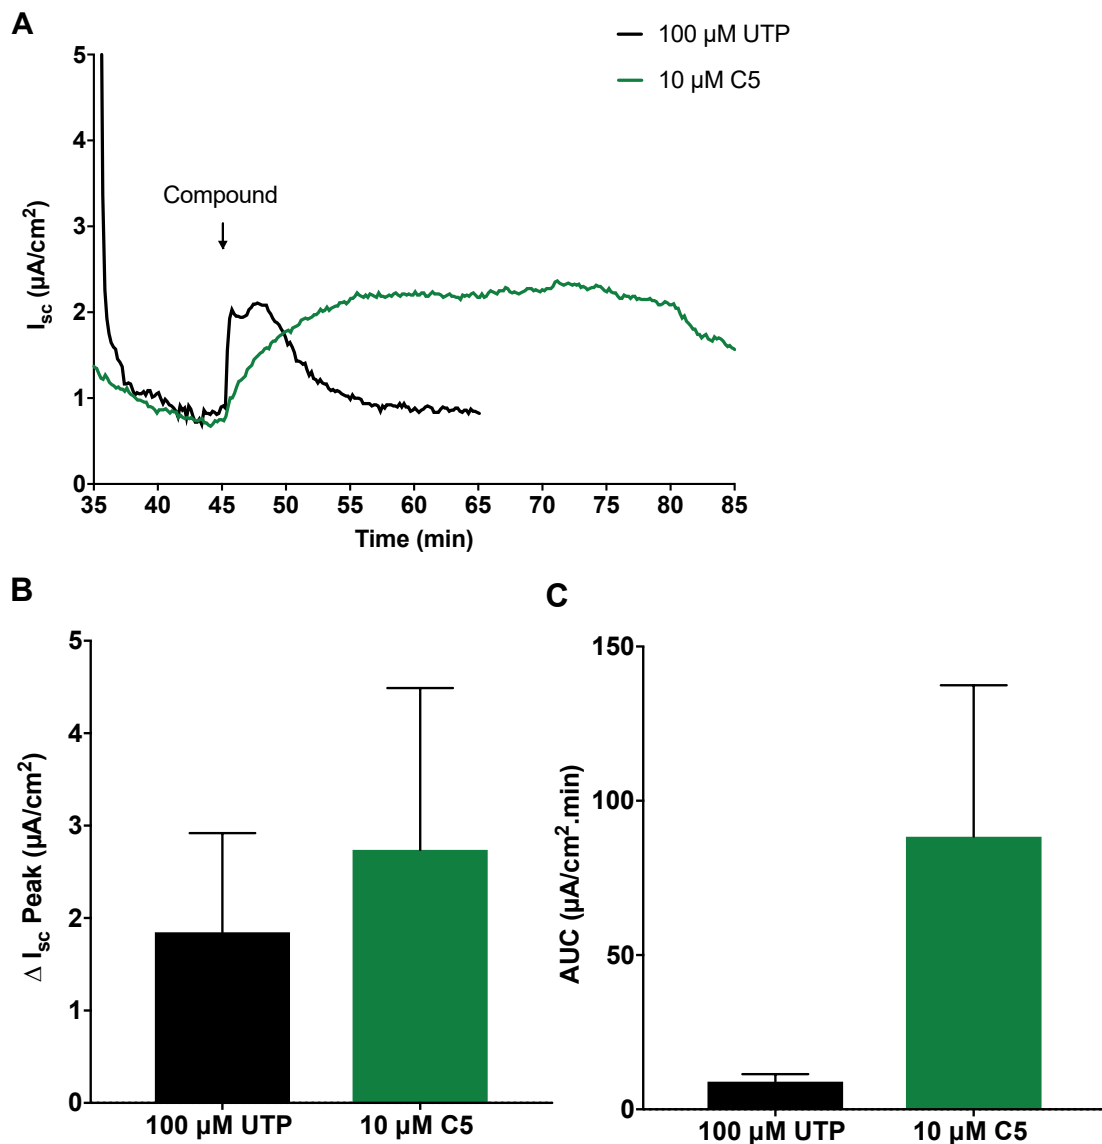 A
100 µM UTP
10 µM C5
5
4
3
2
1
0
Compound
I_sc (µA/cm²)
35 40 45 50 55 60 65 70 75 80 85
Time (min)
B
5
4
3
2
1
0
Δ I_sc Peak (µA/cm²)
100 µM UTP 10 µM C5
C
150
100
50
0
AUC (µA/cm².min)
100 µM UTP 10 µM C5